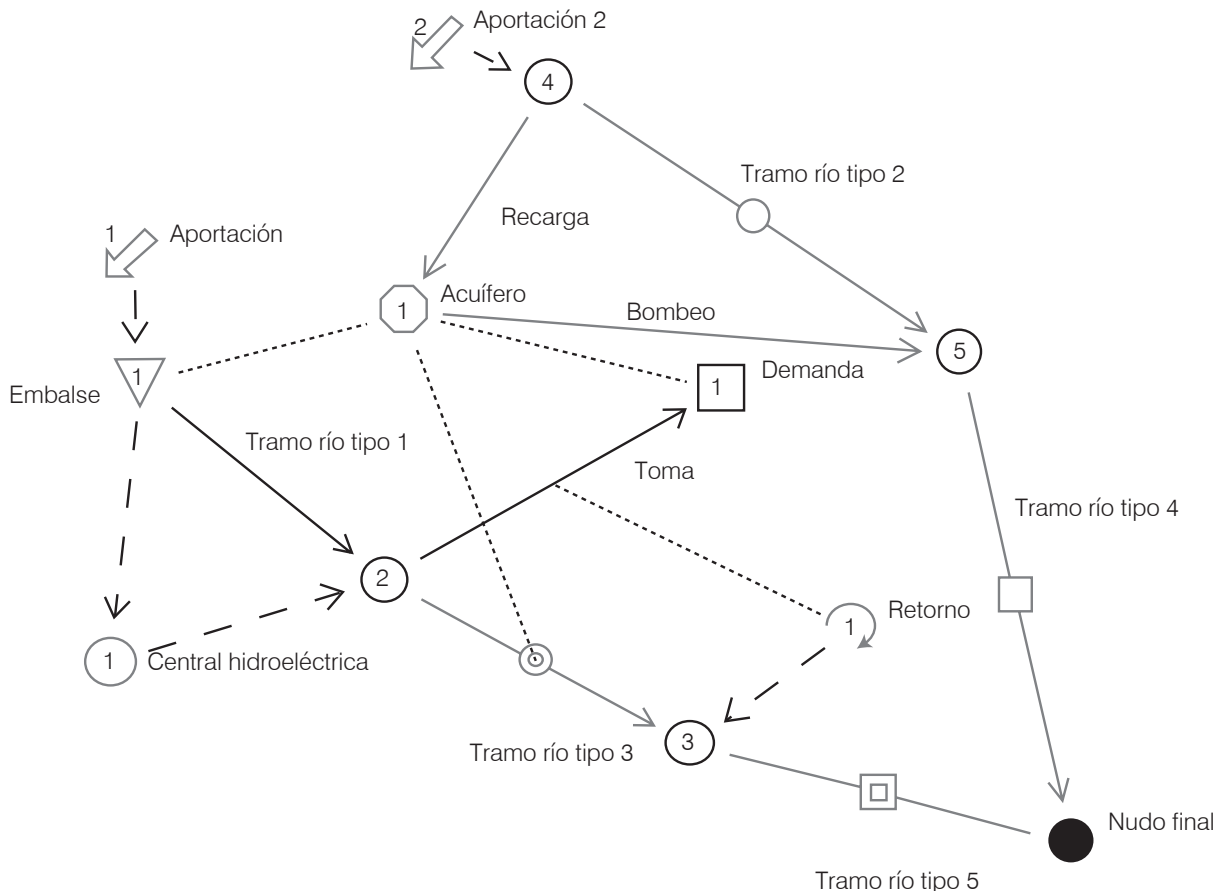 2 Aportación 2
4
Tramo río tipo 2
Recarga
1 Aportación
1 Acuífero
Bombeo
5
1
Embalse
1 Demanda
Tramo río tipo 1
Toma
Tramo río tipo 4
2
Retorno
1
1 Central hidroeléctrica
3
Tramo río tipo 3
Nudo final
Tramo río tipo 5